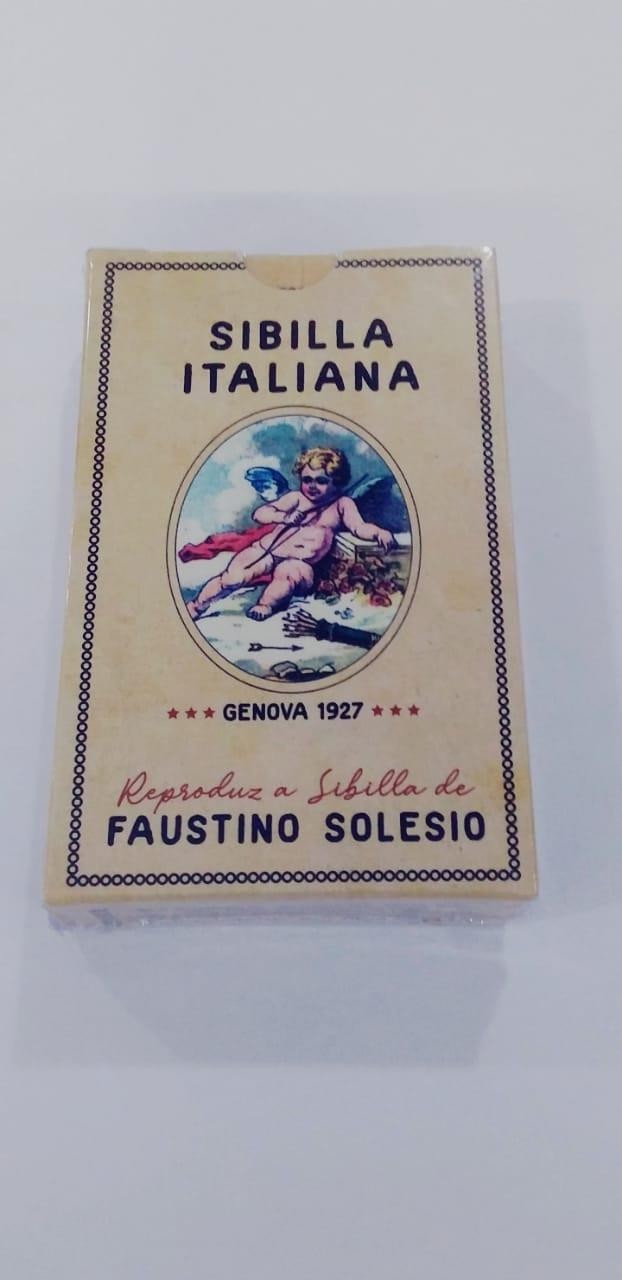 SIBILLA
ITALIANA
★★★ GENOVA 1927 ★★★
Reproduz a Sibilla de
FAUSTINO SOLESIO